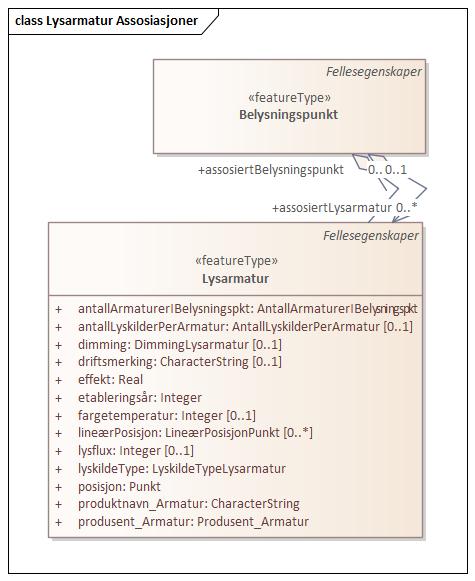 class Lysarmatur Assosiasjoner
Fellesegenskaper
«featureType»
Belysningspunkt
+assosiertBelysningspunkt 0.. 0..1
+assosiertLysarmatur 0..*
Fellesegenskaper
«featureType»
Lysarmatur
+ antallArmaturerIBelysningspkt: AntallArmaturerIBelysningspkt
+ antallLyskilderPerArmatur: AntallLyskilderPerArmatur [0..1]
+ dimming: DimmingLysarmatur [0..1]
+ driftsmerking: CharacterString [0..1]
+ effekt: Real
+ etableringsår: Integer
+ fargetemperatur: Integer [0..1]
+ lineærPosisjon: LineærPosisjonPunkt [0..*]
+ lysflux: Integer [0..1]
+ lyskildeType: LyskildeTypeLysarmatur
+ posisjon: Punkt
+ produktnavn_Armatur: CharacterString
+ produsent_Armatur: Produsent_Armatur